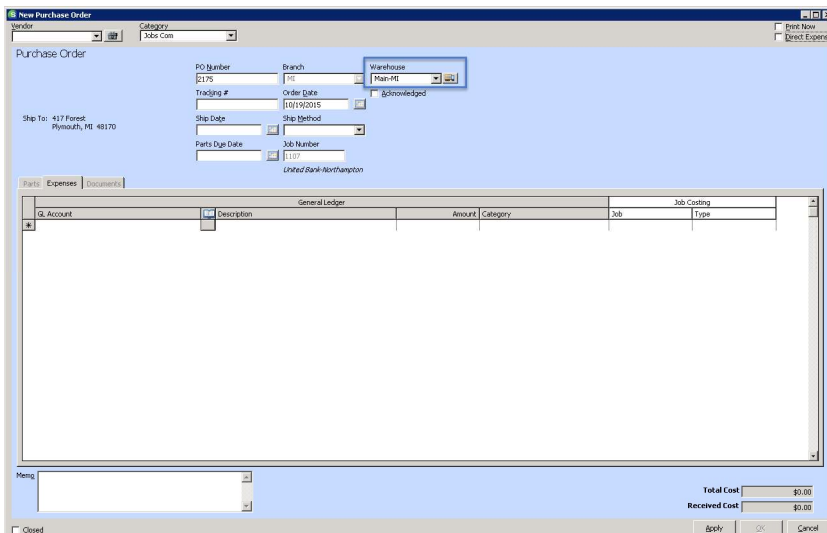 New Purchase Order
Vendor
Category
Print Now
Jobs Com
Direct Expens
Purchase Order
PO Number
Branch
Warehouse
2175
MI
Main-MI
Tracking #
Order Date
Acknowledged
10/19/2015
Ship To: 417 Forest
Plymouth, MI 48170
Ship Date
Ship Method
Parts Due Date
Job Number
1107
United Bank-Northampton
Parts
Expenses
Documents
General Ledger
Job Costing
GL Account
Description
Amount
Category
Job
Type
Memo
Total Cost
$0.00
Received Cost
$0.00
Closed
Apply
OK
Cancel